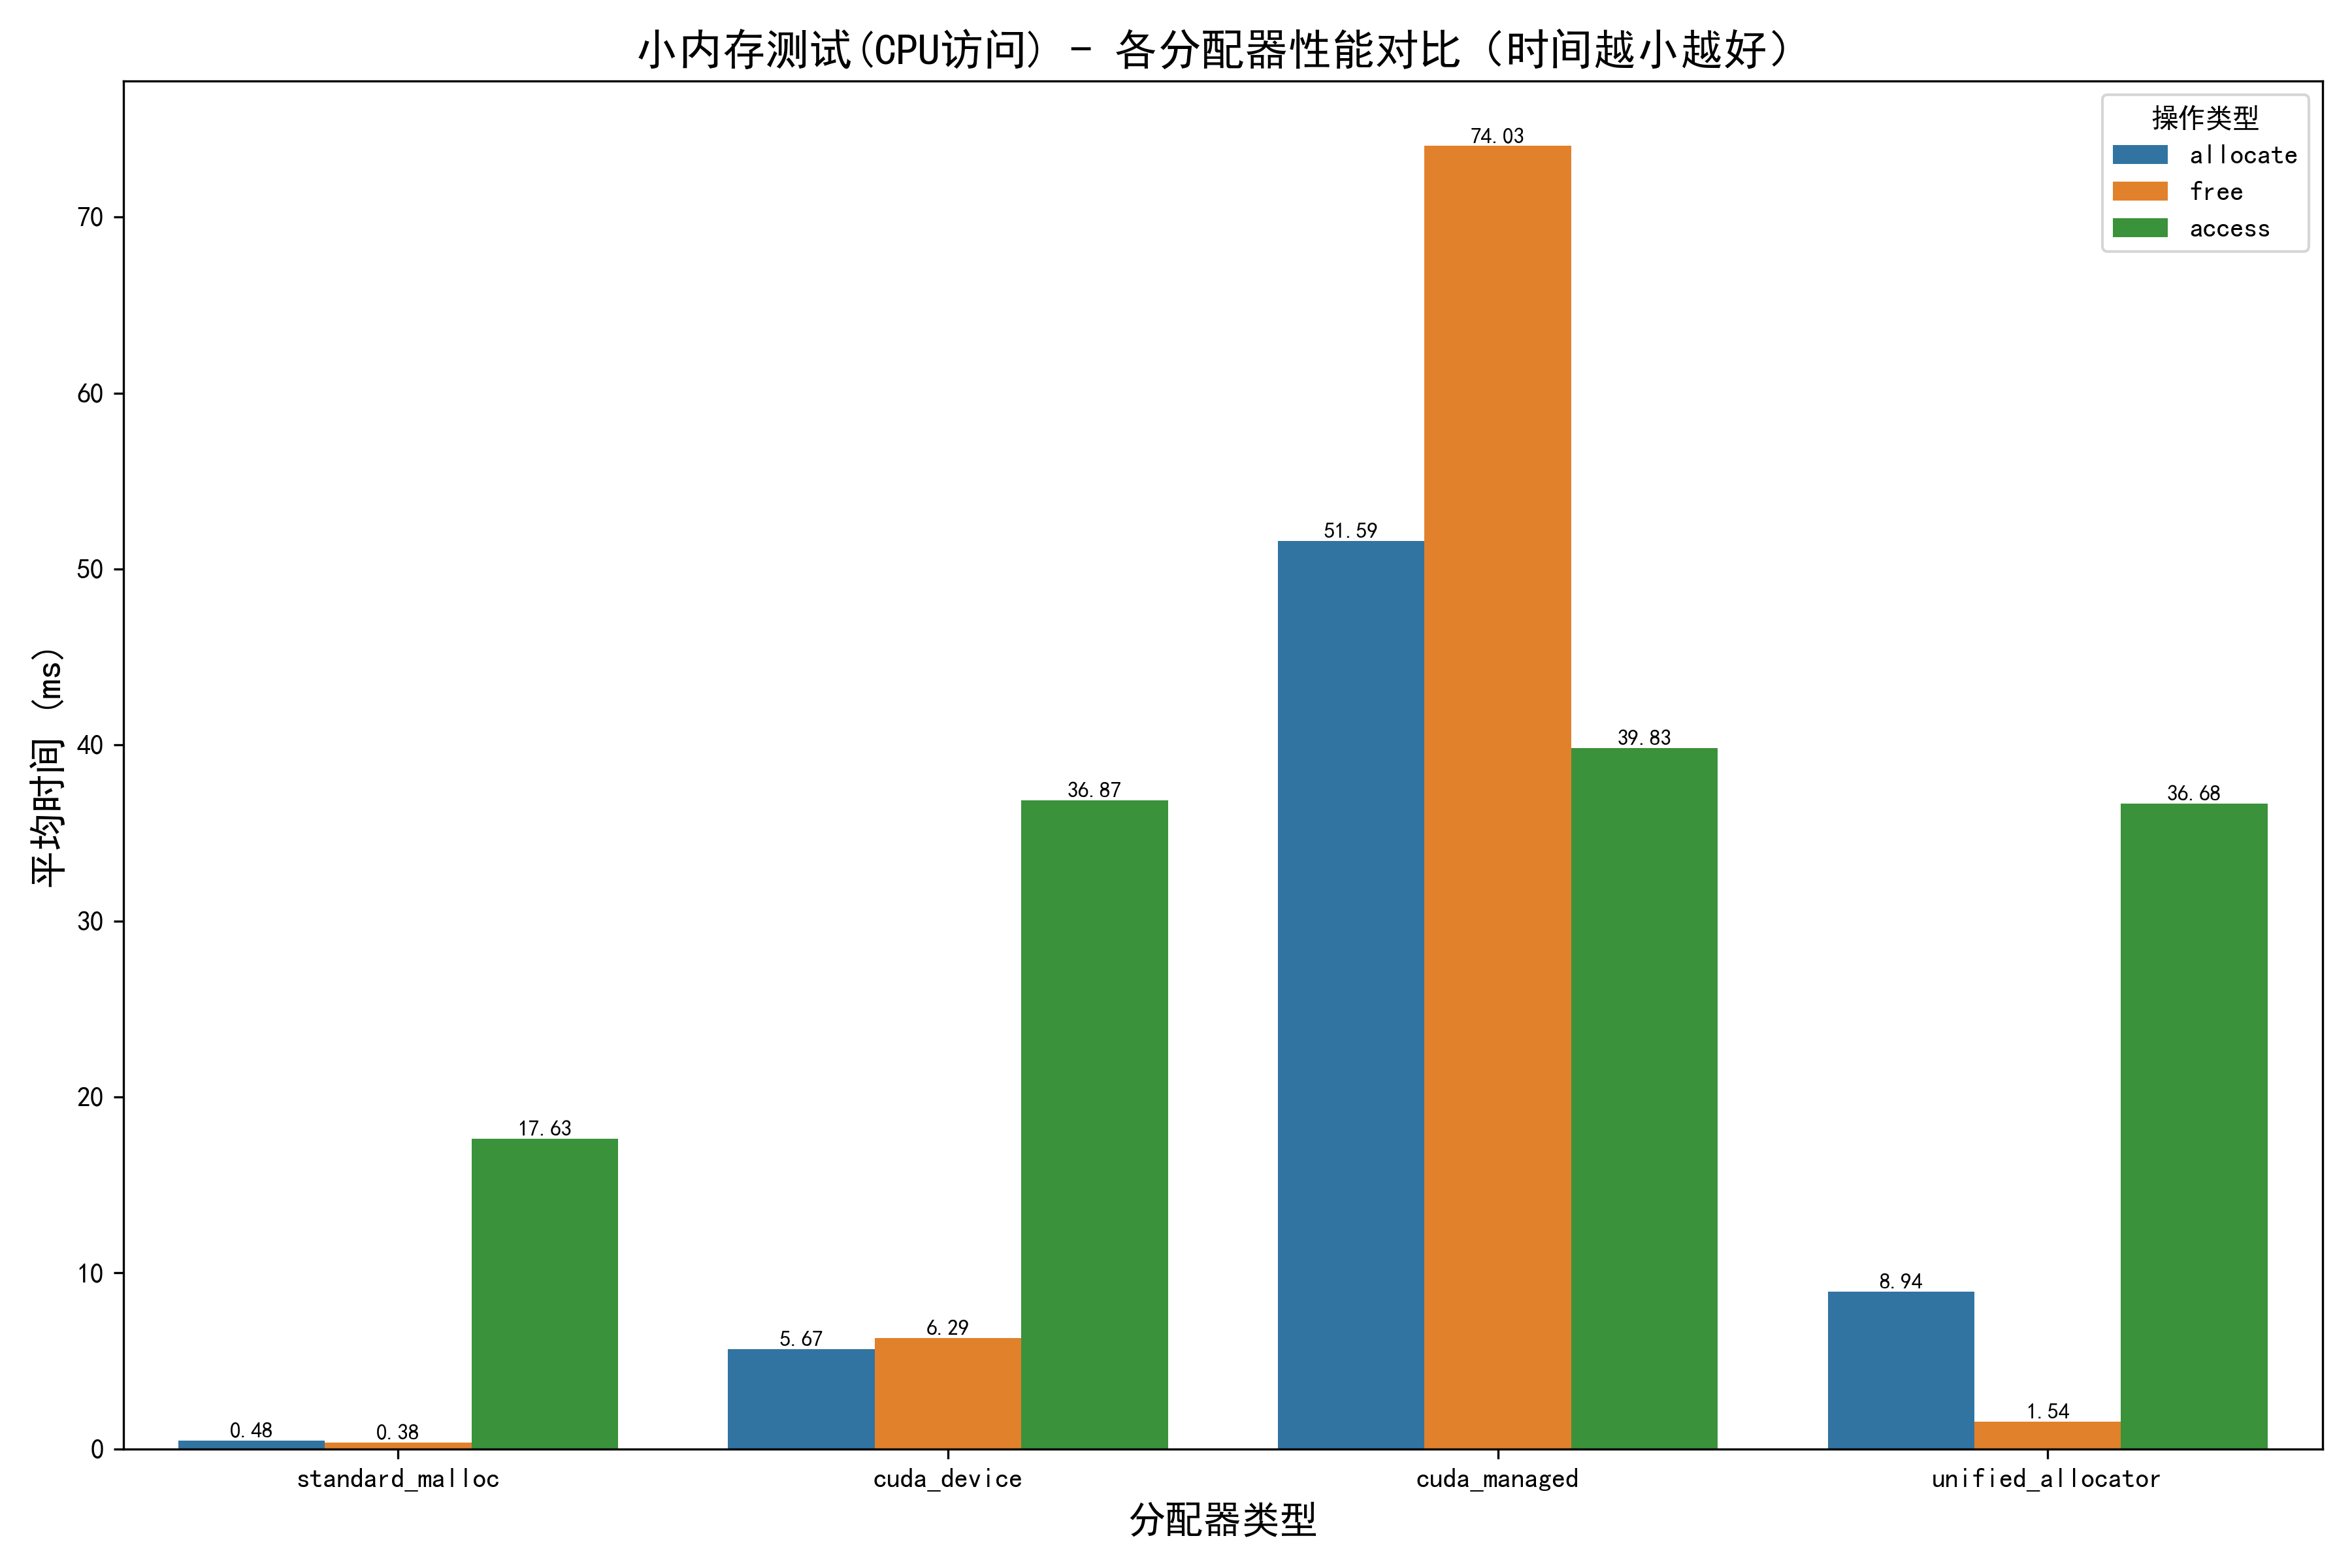 小内存测试(CPU访问) - 各分配器性能对比（时间越小越好）
操作类型
allocate
free
access
平均时间 (ms)
70
60
50
40
30
20
10
0
0.48
0.38
17.63
5.67
6.29
36.87
51.59
74.03
39.83
8.94
1.54
36.68
standard_malloc
cuda_device
cuda_managed
unified_allocator
分配器类型